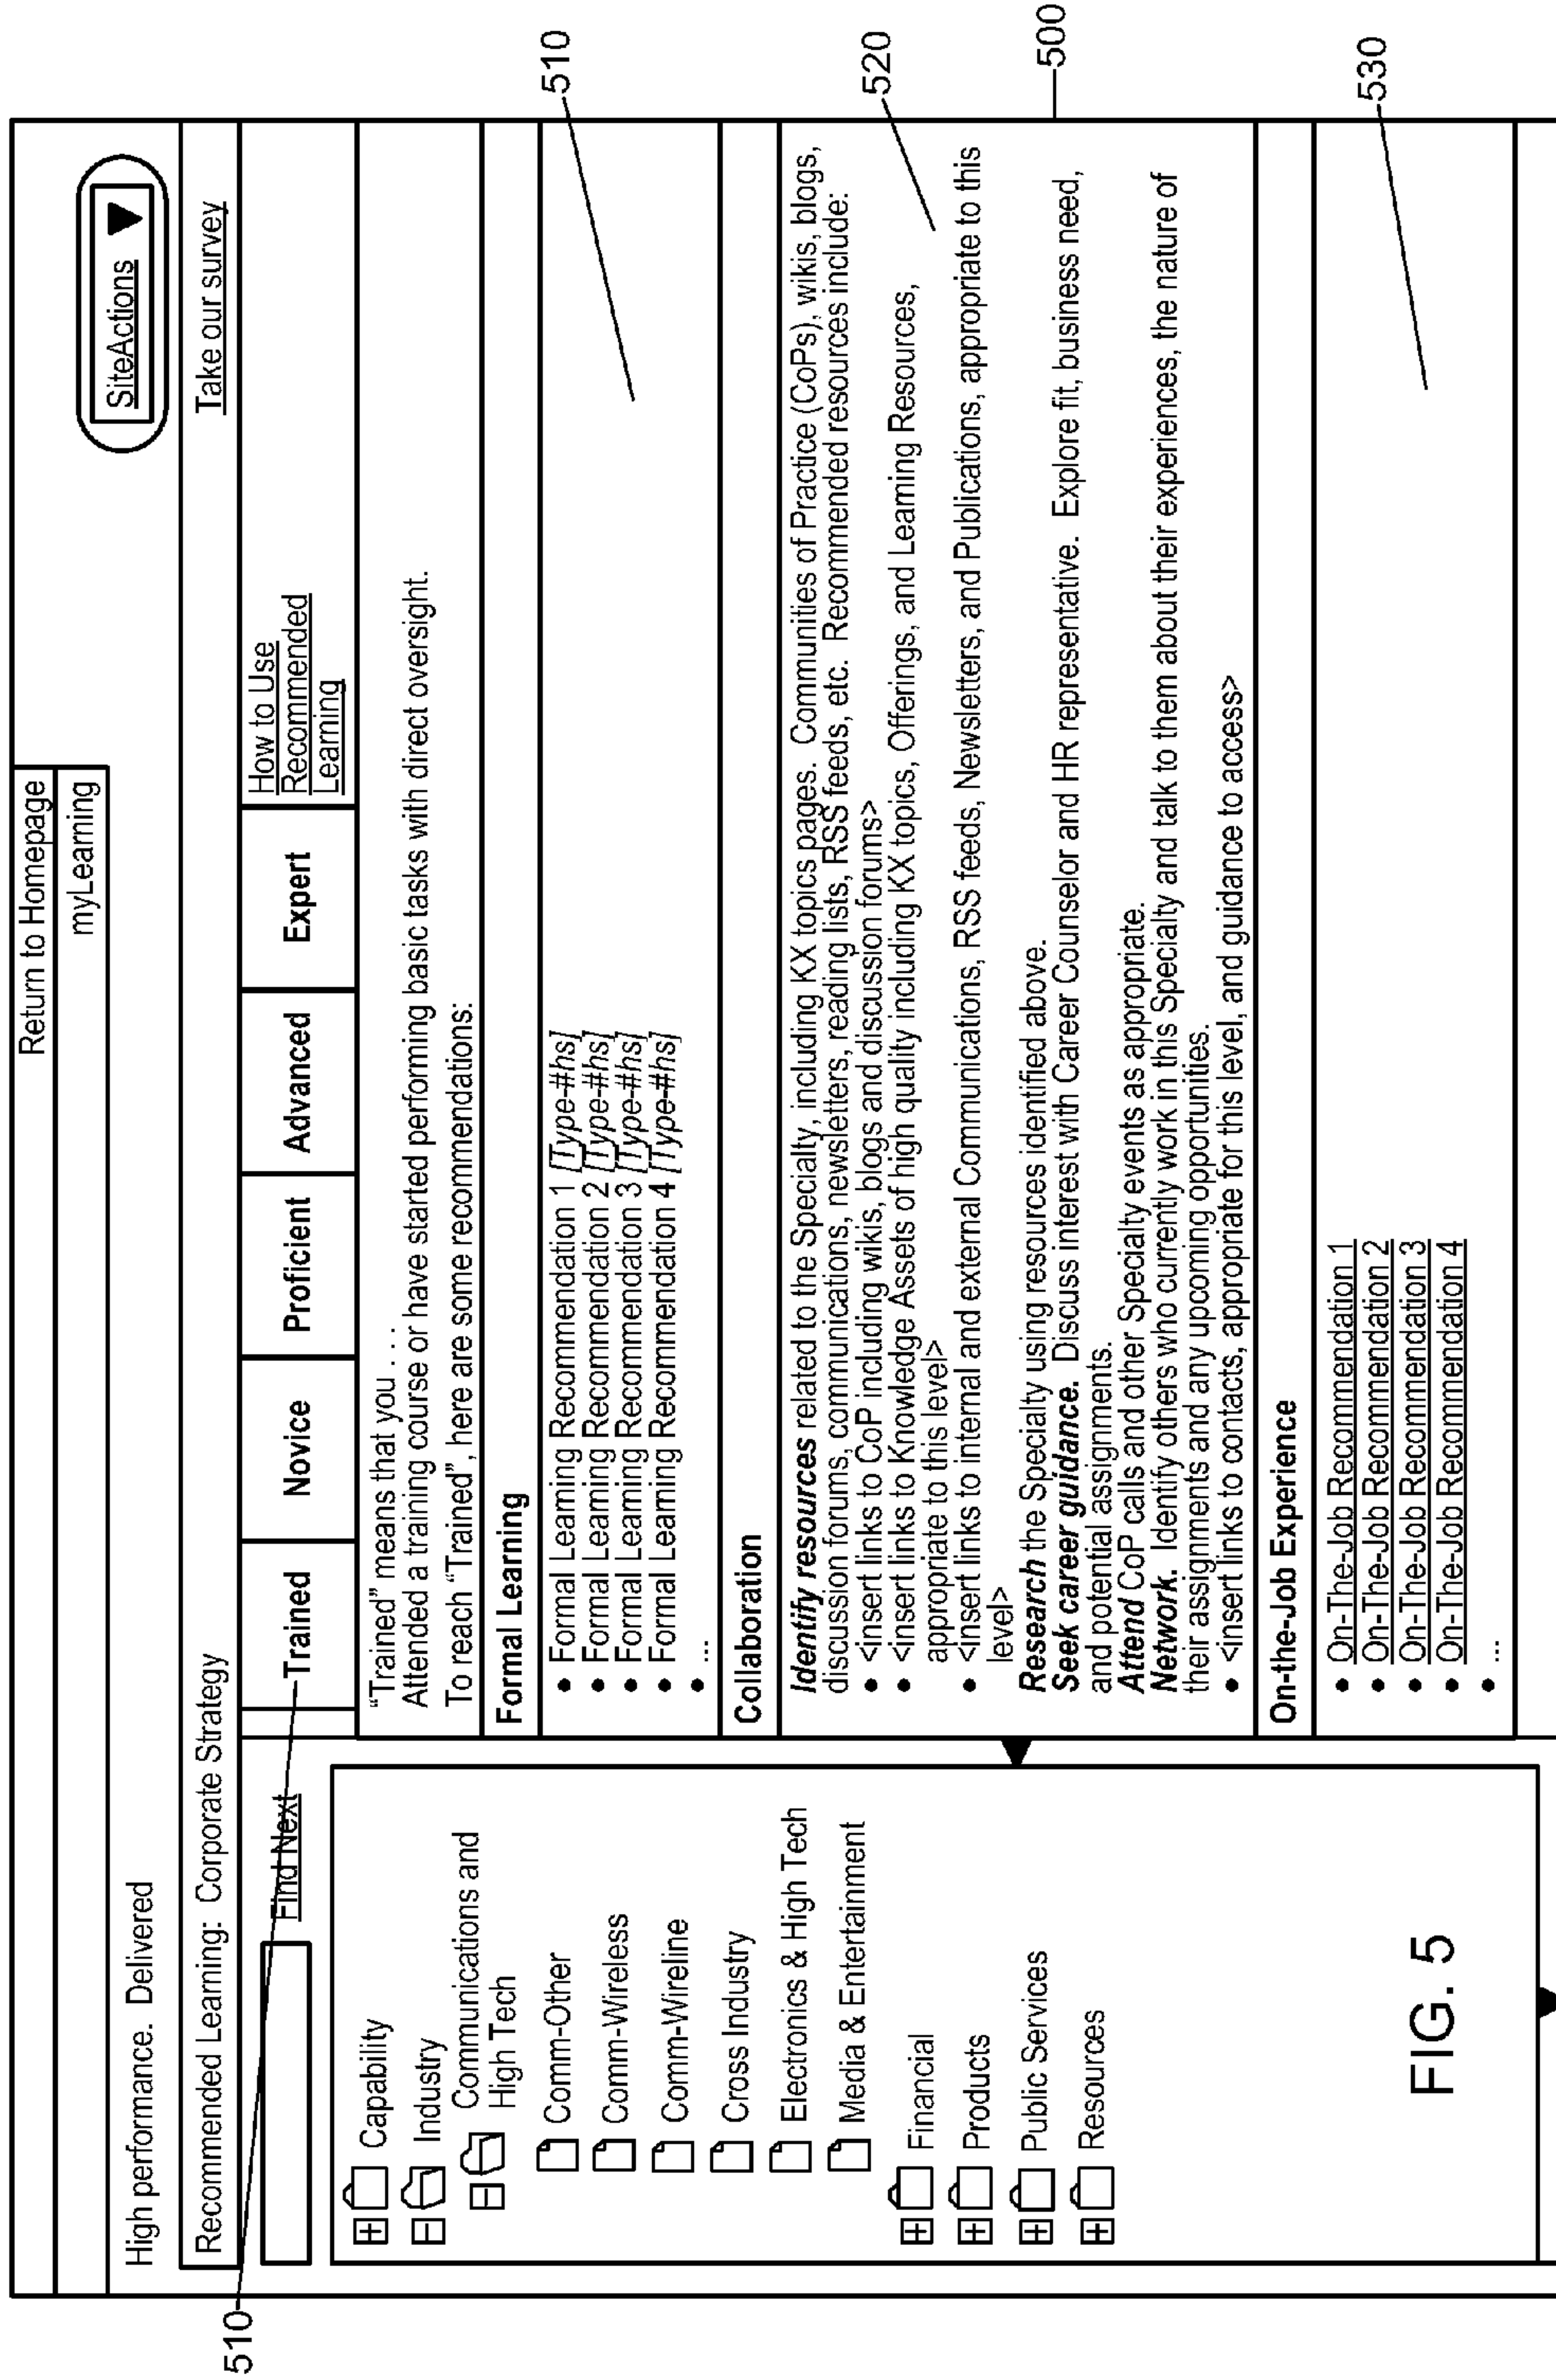 Return to Homepage
myLearning
High performance. Delivered
SiteActions
Recommended Learning: Corporate Strategy
Take our survey
510
Find Next
Trained
Novice
Proficient
Advanced
Expert
How to Use
Recommended
Learning
Capability
Industry
Communications and
High Tech
Comm-Other
Comm-Wireless
Comm-Wireline
Cross Industry
Electronics & High Tech
Media & Entertainment
Financial
Products
Public Services
Resources
"Trained" means that you . . .
Attended a training course or have started performing basic tasks with direct oversight.
To reach "Trained", here are some recommendations:
Formal Learning
• Formal Learning Recommendation 1 [Type-#hs]
• Formal Learning Recommendation 2 [Type-#hs]
• Formal Learning Recommendation 3 [Type-#hs]
• Formal Learning Recommendation 4 [Type-#hs]
• ...
510
Collaboration
Identify resources related to the Specialty, including KX topics pages. Communities of Practice (CoPs), wikis, blogs,
discussion forums, communications, newsletters, reading lists, RSS feeds, etc. Recommended resources include:
• <insert links to CoP including wikis, blogs and discussion forums>
• <insert links to Knowledge Assets of high quality including KX topics, Offerings, and Learning Resources,
appropriate to this level>
• <insert links to internal and external Communications, RSS feeds, Newsletters, and Publications, appropriate to this
level>
520
Research the Specialty using resources identified above.
Seek career guidance. Discuss interest with Career Counselor and HR representative. Explore fit, business need,
and potential assignments.
Attend CoP calls and other Specialty events as appropriate.
Network. Identify others who currently work in this Specialty and talk to them about their experiences, the nature of
their assignments and any upcoming opportunities.
• <insert links to contacts, appropriate for this level, and guidance to access>
500
On-the-Job Experience
• On-The-Job Recommendation 1
• On-The-Job Recommendation 2
• On-The-Job Recommendation 3
• On-The-Job Recommendation 4
• ...
530
FIG. 5